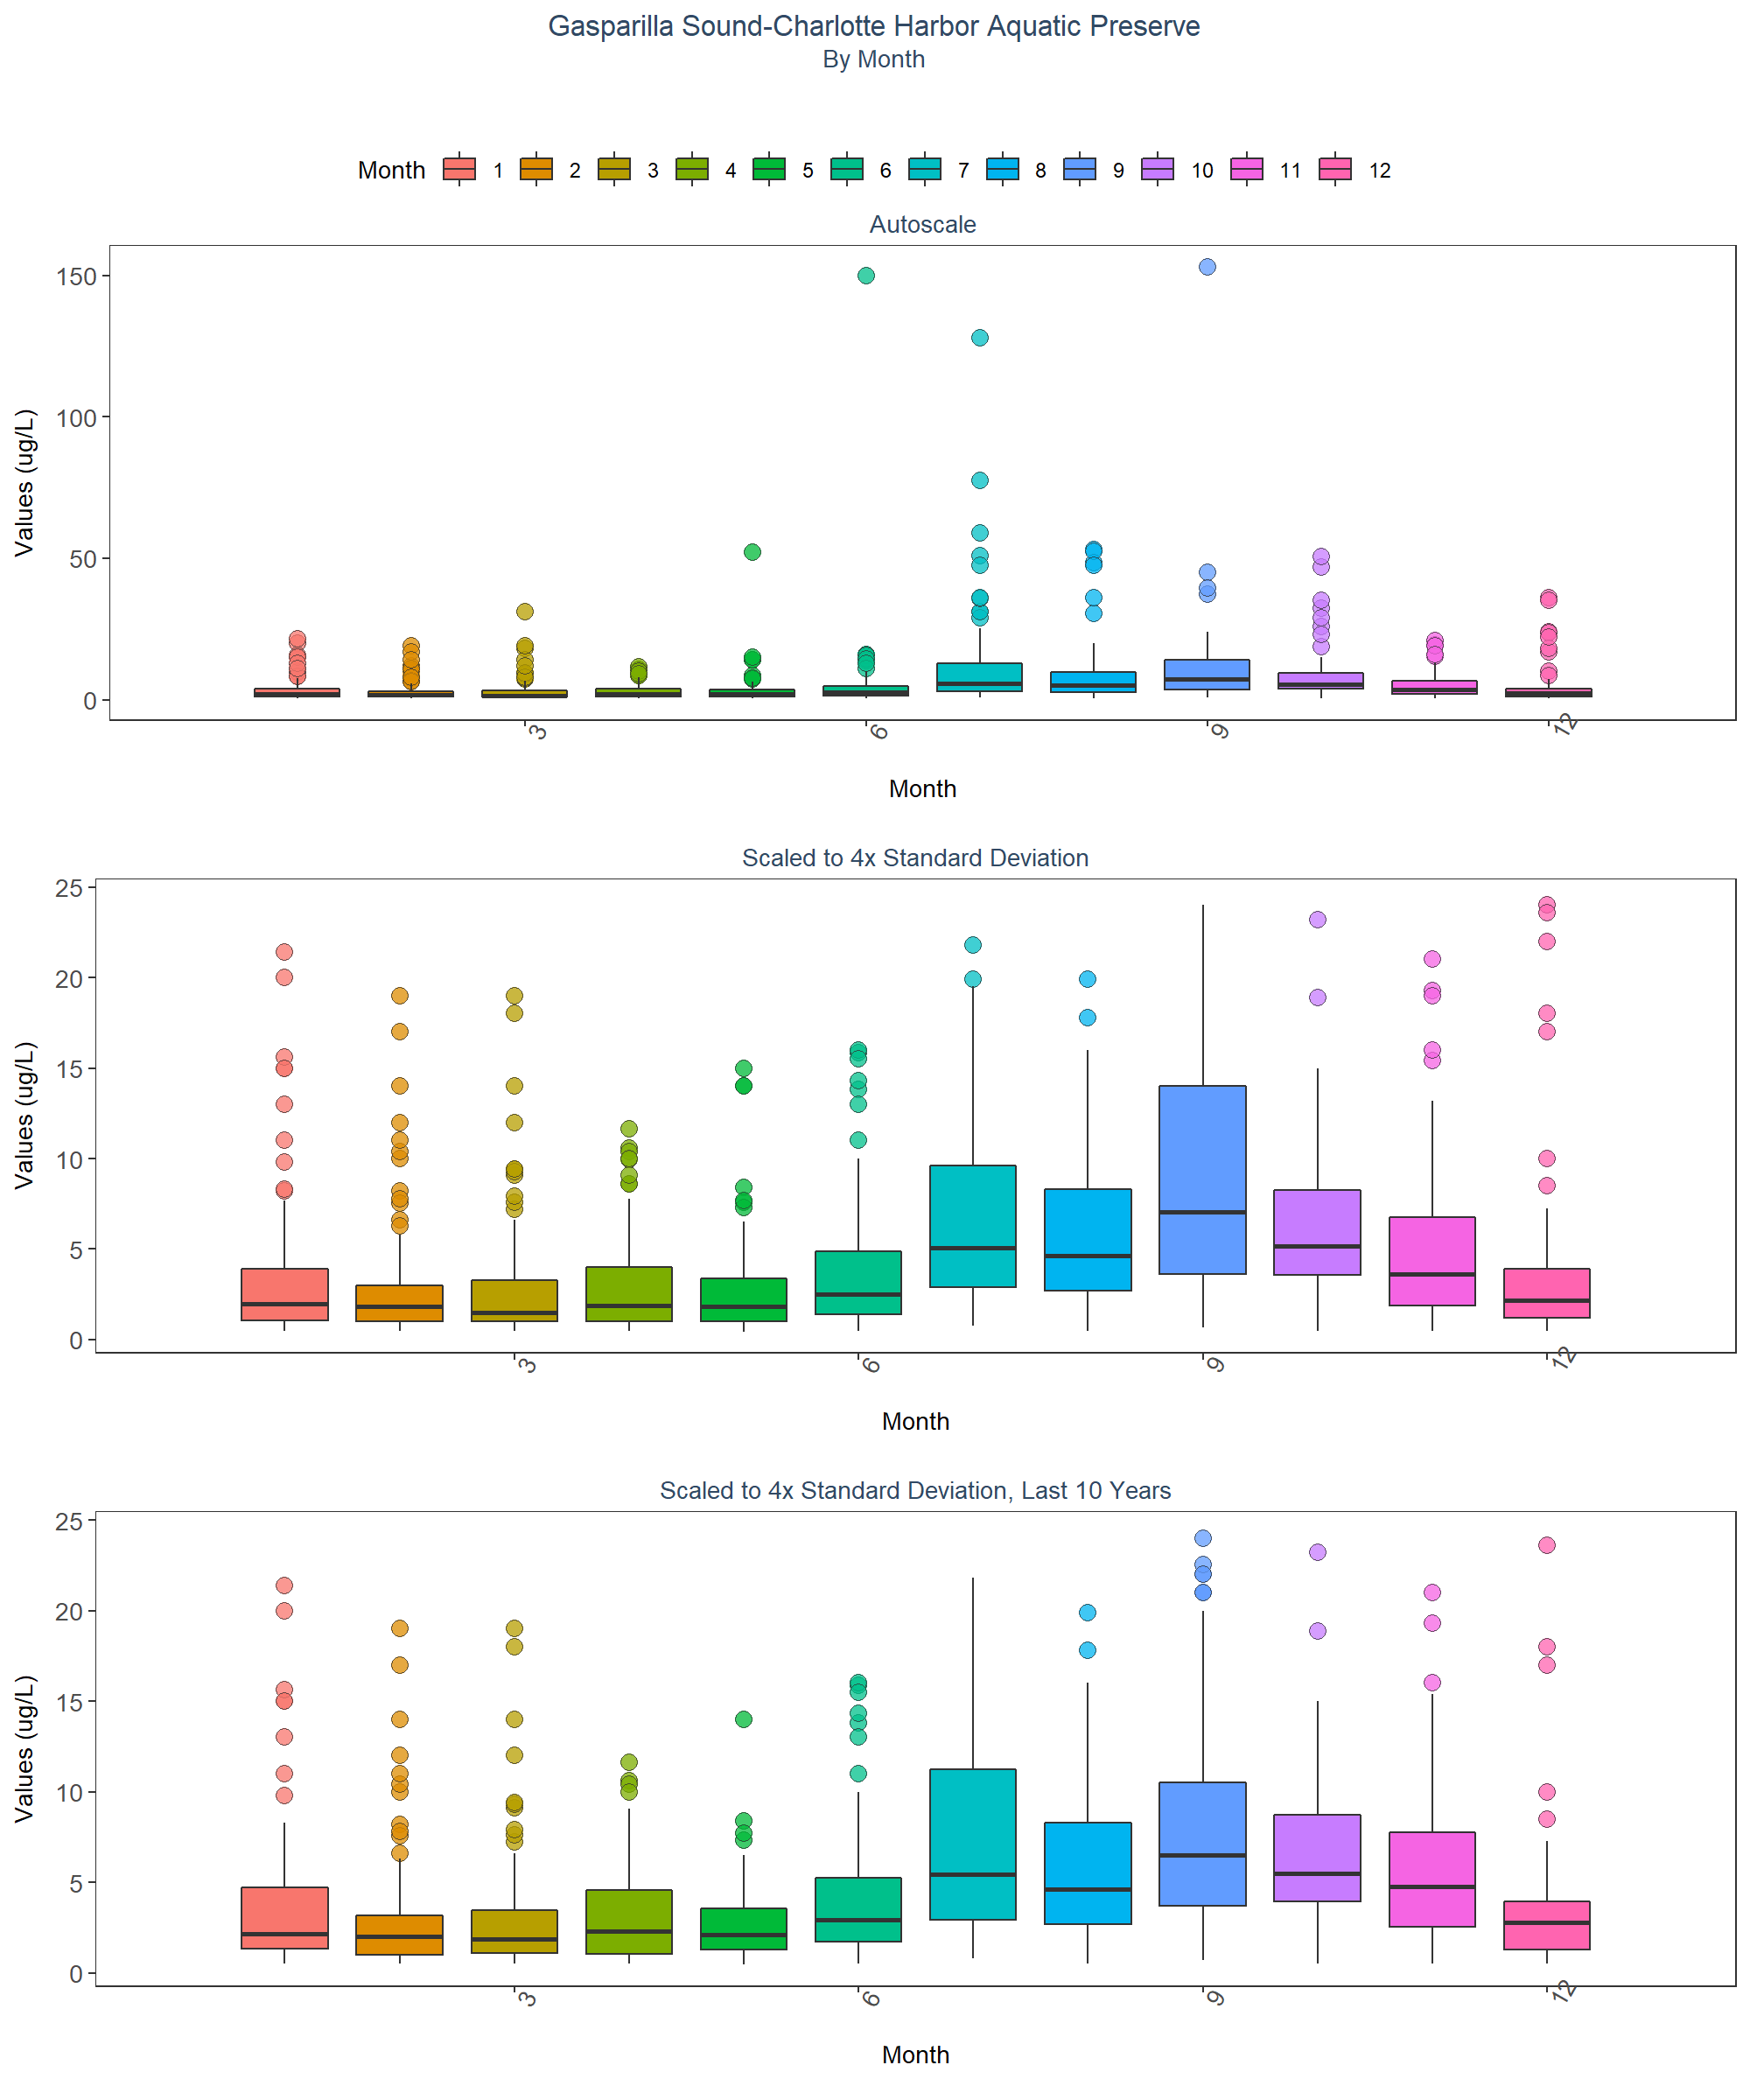 Gasparilla Sound-Charlotte Harbor Aquatic Preserve
By Month
Month 1 2 3 4 5 6 7 8 9 10 11 12
Autoscale
Values (ug/L)
150
100
50
0
3 6 9 12
Month
Scaled to 4x Standard Deviation
Values (ug/L)
25
20
15
10
5
0
3 6 9 12
Month
Scaled to 4x Standard Deviation, Last 10 Years
Values (ug/L)
25
20
15
10
5
0
3 6 9 12
Month